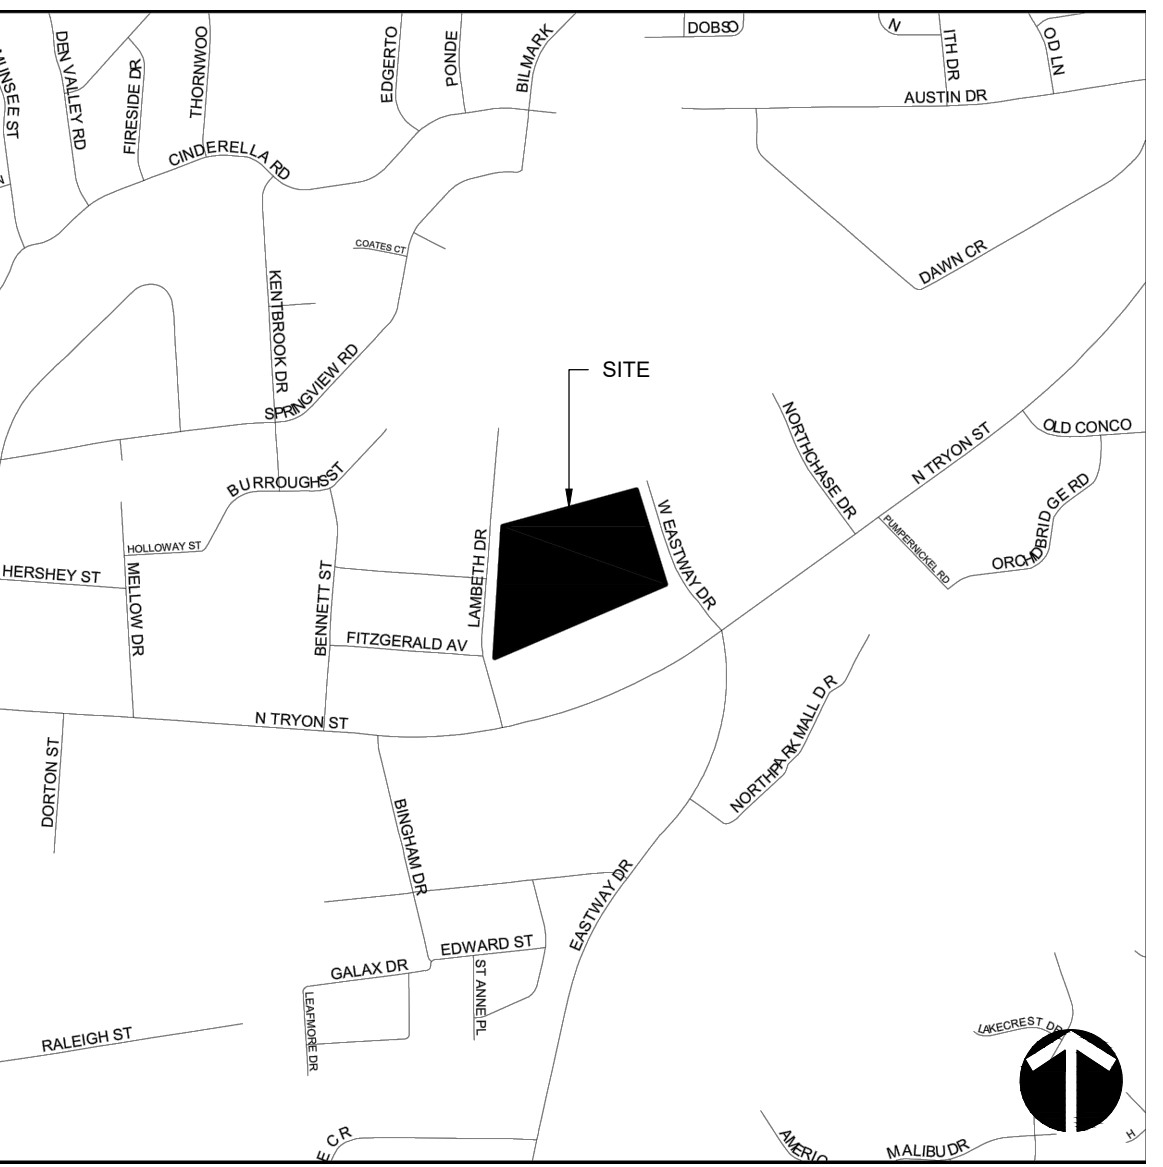 DOBSO
N
MUNSEE ST
DEN VALLEY RD
FIRESIDE DR
THORNWOO
EDGERTO
PONDE
BILMARK
ITH DR
OD LN
AUSTIN DR
CINDERELLA RD
COATES CT
DAWN CR
KENTBROOK DR
SPRINGVIEW RD
SITE
NORTHCHASE DR
N TRYON ST
OLD CONCO
BURROUGHS ST
HOLLOWAY ST
HERSHEY ST
MELLOW DR
BENNETT ST
LAMBETH DR
W EASTWAY DR
PUMPERNICKEL RD
ORCHDBRIDGE RD
FITZGERALD AV
N TRYON ST
DORTON ST
NORTHPARK MALL DR
BINGHAM DR
EASTWAY DR
EDWARD ST
GALAX DR
ST ANNE PL
LEAFMORE DR
RALEIGH ST
LAKECREST DR
E CR
AMERIC
MALIBU DR
H